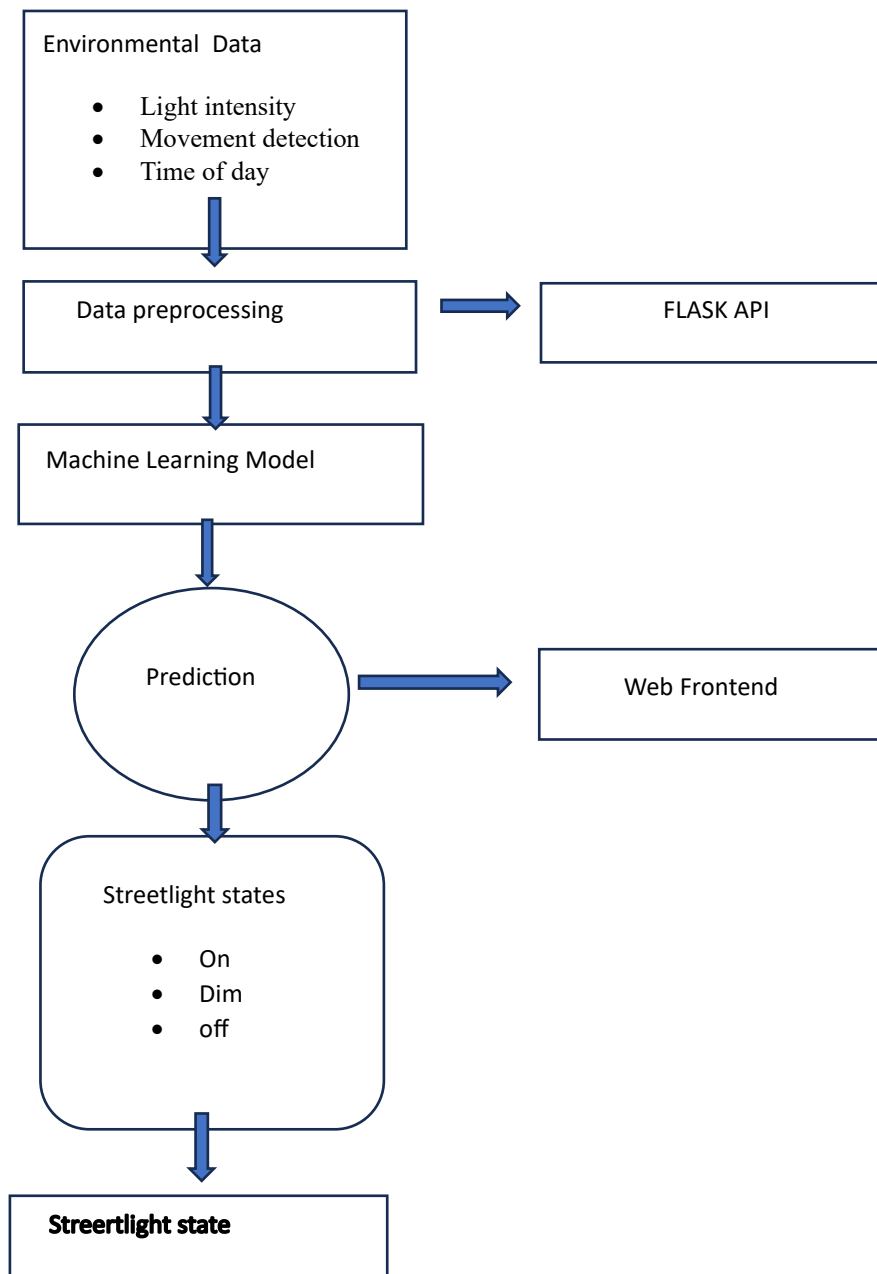 Environmental Data
• Light intensity
• Movement detection
• Time of day
Data preprocessing
FLASK API
Machine Learning Model
Prediction
Web Frontend
Streetlight states
• On
• Dim
• off
Streertlight state